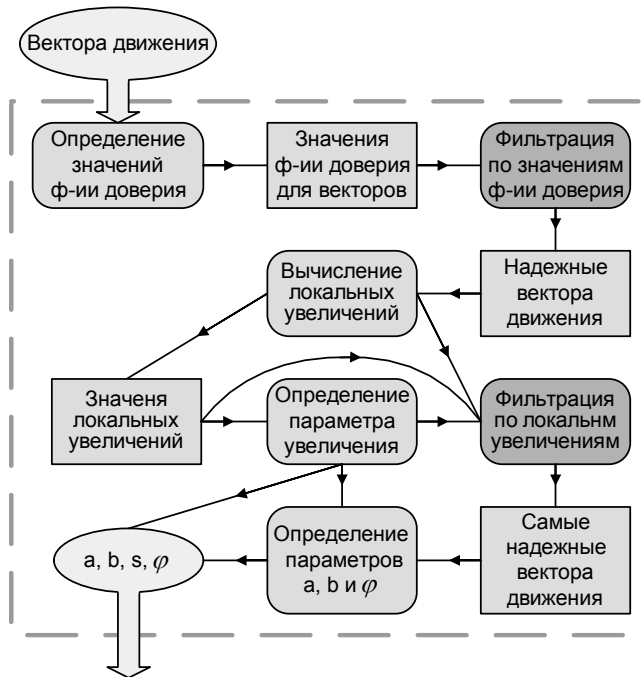 Вектора движения
Определение
значений
ф-ии доверия
Значения
ф-ии доверия
для векторов
Фильтрация
по значениям
ф-ии доверия
Вычисление
локальных
увеличений
Надежные
вектора
движения
Значеня
локальных
увеличений
Определение
параметра
увеличения
Фильтрация
по локальнм
увеличениям
a, b, s, φ
Определение
параметров
a, b и φ
Самые
надежные
вектора
движения